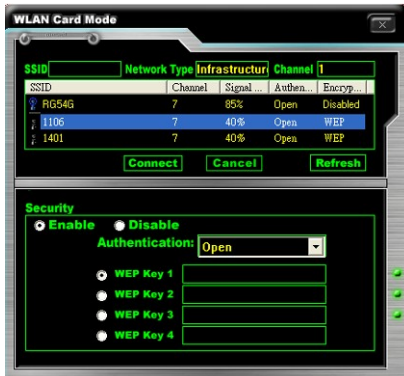 WLAN Card Mode
SSID Network Type Infrastructur Channel 1
SSID Channel Signal ... Authen... Encryp...
RG54G 7 85% Open Disabled
1106 7 40% Open WEP
1401 7 40% Open WEP
Connect Cancel Refresh
Security
Enable Disable
Authentication: Open
WEP Key 1
WEP Key 2
WEP Key 3
WEP Key 4